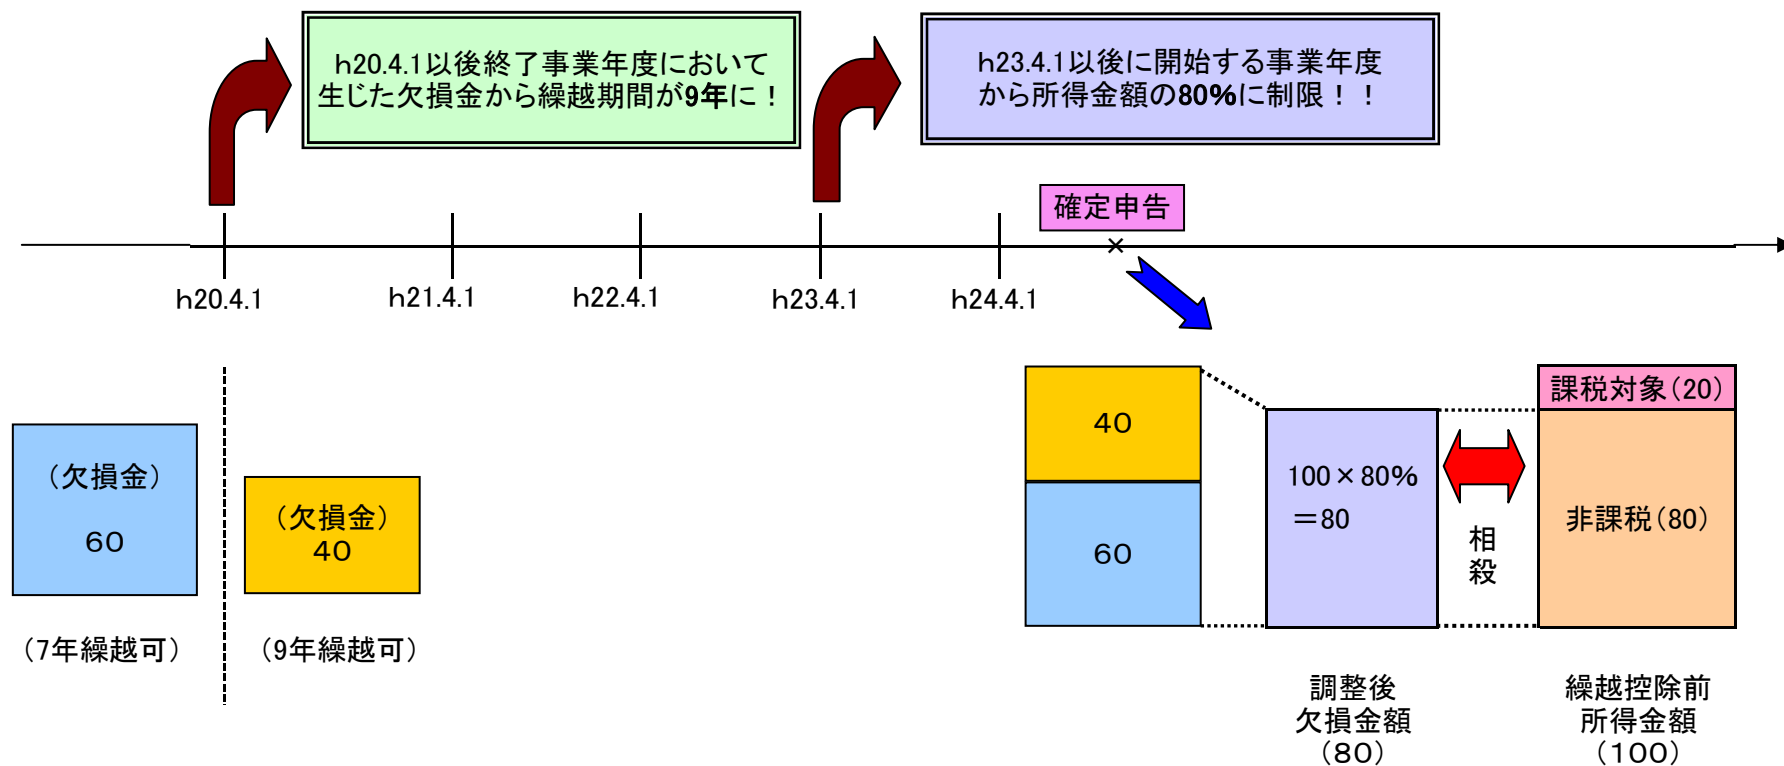 h20.4.1以後終了事業年度において
生じた欠損金から繰越期間が9年に！
h23.4.1以後に開始する事業年度
から所得金額の80%に制限！！
確定申告
×
h20.4.1
h21.4.1
h22.4.1
h23.4.1
h24.4.1
（欠損金）
60
（7年繰越可）
（欠損金）
40
（9年繰越可）
40
60
100×80%
＝80
調整後
欠損金額
（80）
相
殺
課税対象（20）
非課税（80）
繰越控除前
所得金額
（100）